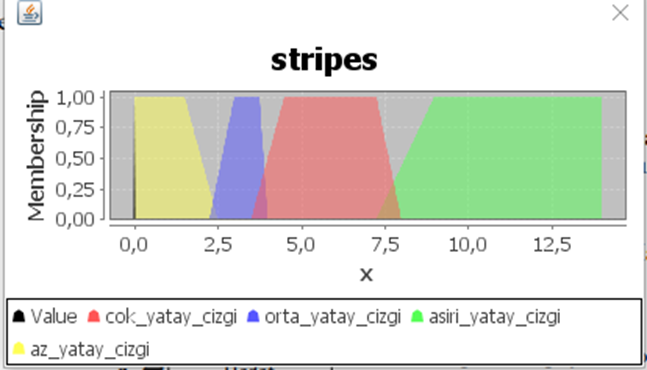 stripes
Membership
1,00
0,75
0,50
0,25
0,00
0,0 2,5 5,0 7,5 10,0 12,5
x
Value cok_yatay_cizgi orta_yatay_cizgi asiri_yatay_cizgi
az_yatay_cizgi